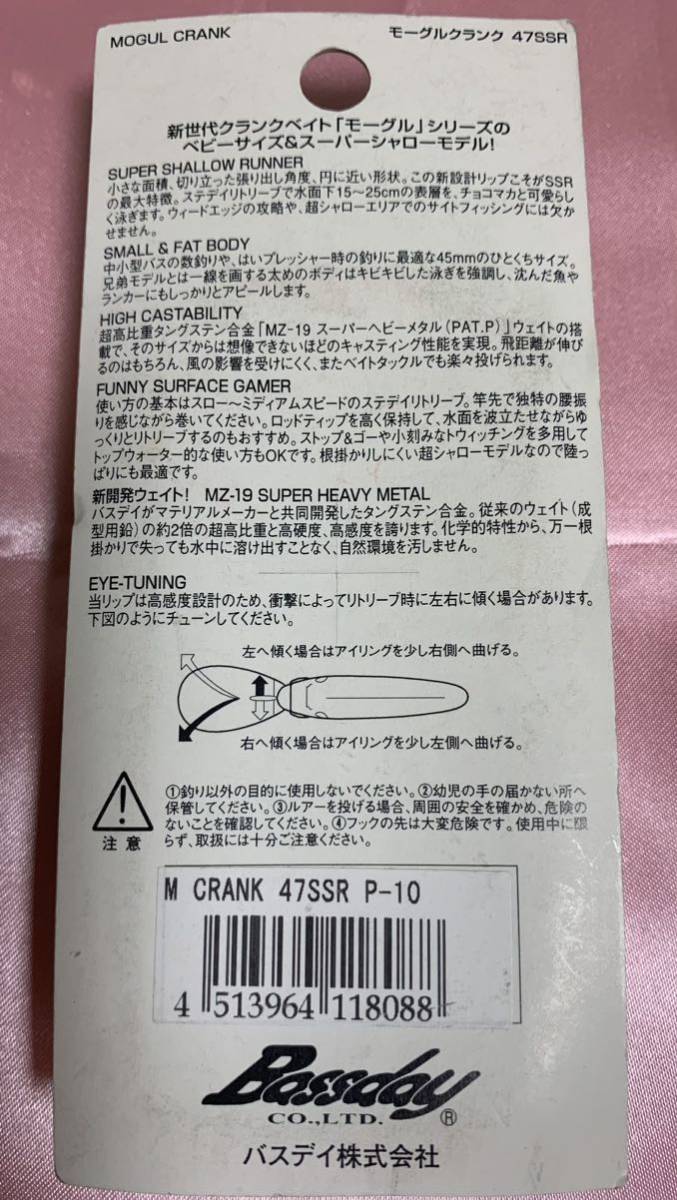 MOGUL CRANK
モーグルクランク 47SSR
新世代クランクベイト「モーグル」シリーズの
ベビーサイズ&スーパーシャローモデル!
SUPER SHALLOW RUNNER
小さな面積、切り立った張り出し角度、円に近い形状。この新設計リップこそがSSR
の最大特徴。ステデイリトリーブで水面下15～25cmの表層を、チョコマカと可愛らし
く泳ぎます。ウィードエッジの攻略や、超シャローエリアでのサイトフィッシングには欠か
せません。
SMALL & FAT BODY
中小型バスの数釣りや、はいプレッシャー時の釣りに最適な45mmのひとくちサイズ。
兄弟モデルとは一線を画する太めのボディはキビキビした泳ぎを強調し、沈んだ魚や
ランカーにもしっかりとアピールします。
HIGH CASTABILITY
超高比重タングステン合金「MZ-19 スーパーヘビーメタル(PAT.P)」ウェイトの搭
載で、そのサイズからは想像できないほどのキャスティング性能を実現。飛距離が伸び
るのはもちろん、風の影響を受けにくく、またベイトタックルでも楽々投げられます。
FUNNY SURFACE GAMER
使い方の基本はスロー～ミディアムスピードのステデイリトリーブ。竿先で独特の腰振
りを感じながら巻いてください。ロッドティップを高く保持して、水面を波立たせながらゆ
っくりとリトリーブするのもおすすめ。ストップ&ゴーや小刻みなトウィッチングを多用して
トップウォーター的な使い方もOKです。根掛かりしにくい超シャローモデルなので陸っ
ぱりにも最適です。
新開発ウェイト! MZ-19 SUPER HEAVY METAL
バスデイがマテリアルメーカーと共同開発したタングステン合金。従来のウェイト(成
型用鉛)の約2倍の超高比重と高硬度、高感度を誇ります。化学的特性から、万一根
掛かりで失っても水中に溶け出すことなく、自然環境を汚しません。
EYE-TUNING
当リップは高感度設計のため、衝撃によってリトリーブ時に左右に傾く場合があります。
下図のようにチューンしてください。
左へ傾く場合はアイリングを少し右側へ曲げる。
右へ傾く場合はアイリングを少し左側へ曲げる。
①釣り以外の目的に使用しないでください。②幼児の手の届かない所へ
保管してください。③ルアーを投げる場合、周囲の安全を確かめ、危険の
ないことを確認してください。④フックの先は大変危険です。使用中に限
らず、取扱には十分ご注意ください。
注意
M CRANK 47SSR P-10
4 513964 118088
Bassday
CO.,LTD. ®
バスデイ株式会社